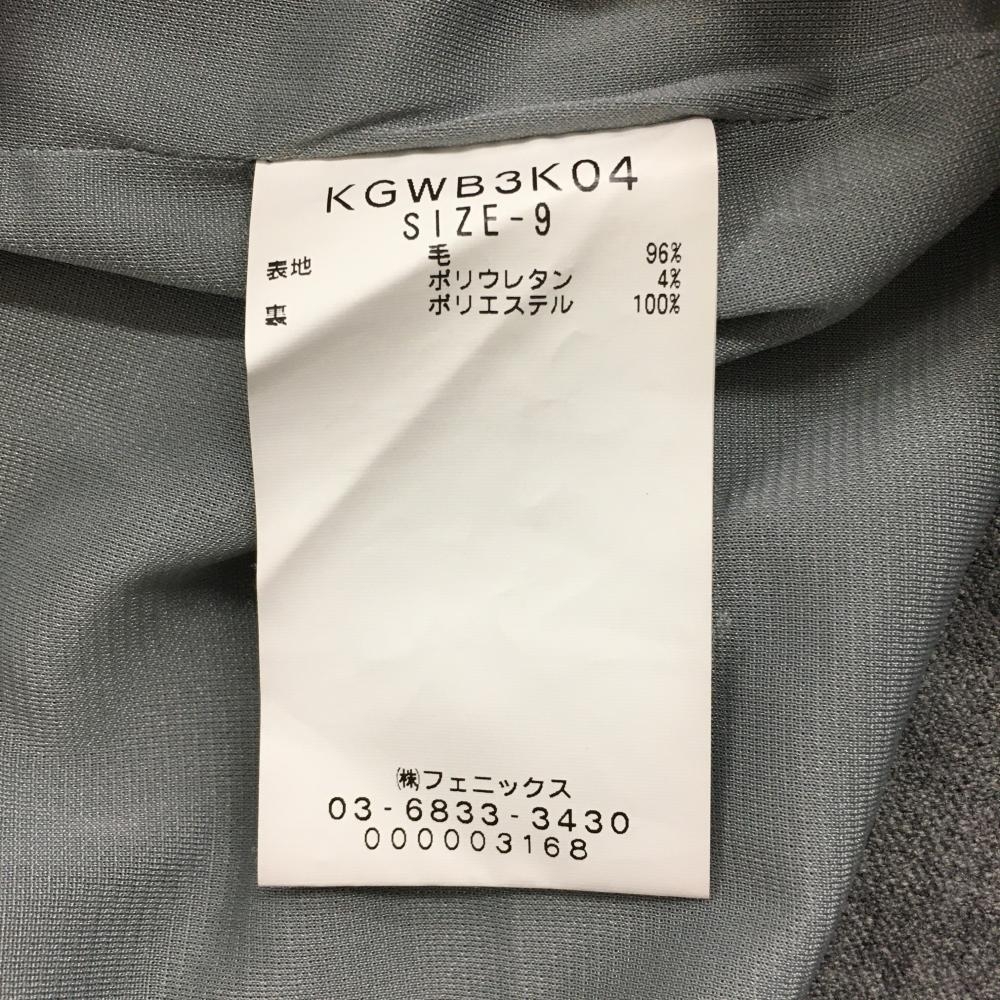 KGWB3K04
SIZE-9
表地 毛 96%
ポリウレタン 4%
裏 ポリエステル 100%
㈱フェニックス
03-6833-3430
000003168